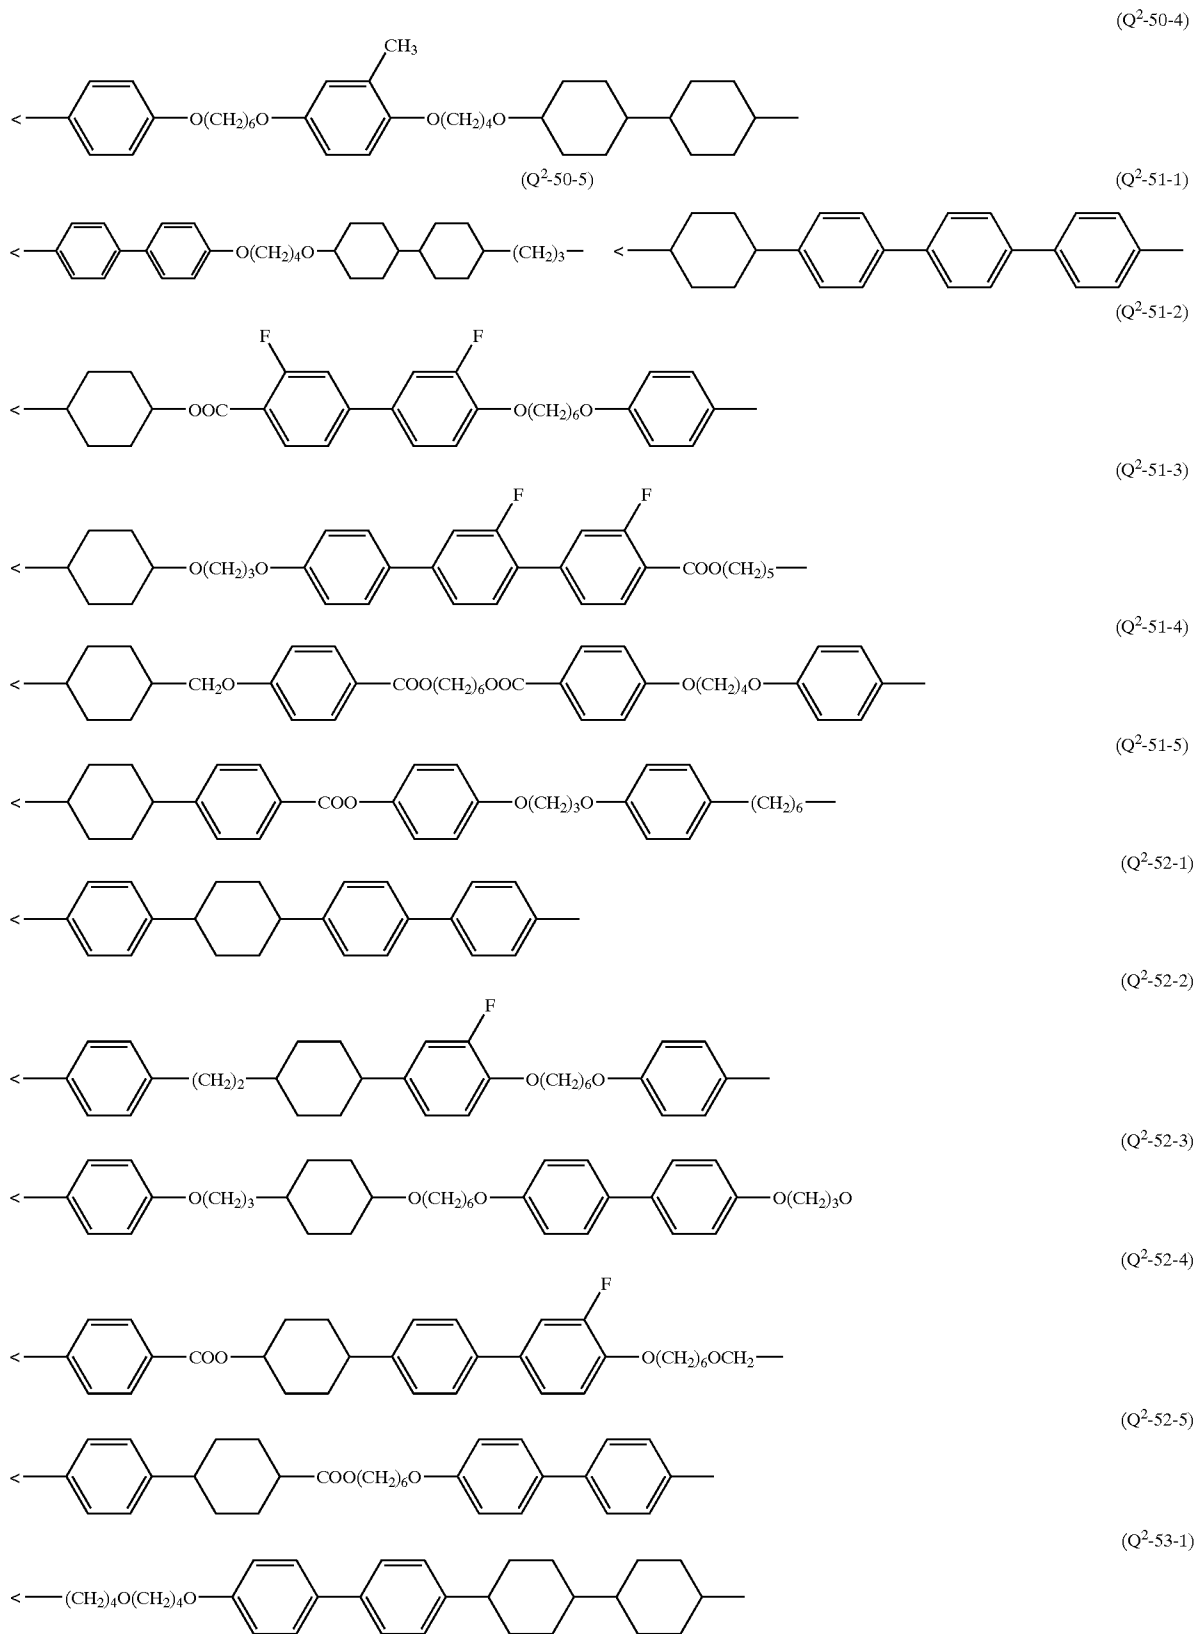 (Q²-50-4)
CH₃
< O(CH₂)₆O O(CH₂)₄O
(Q²-50-5) (Q²-51-1)
< O(CH₂)₄O (CH₂)₃ <
(Q²-51-2)
F F
< OOC O(CH₂)₆O
(Q²-51-3)
F F
< O(CH₂)₃O COO(CH₂)₅
(Q²-51-4)
< CH₂O COO(CH₂)₆OOC O(CH₂)₄O
(Q²-51-5)
< COO O(CH₂)₃O (CH₂)₆
(Q²-52-1)
<
(Q²-52-2)
F
< (CH₂)₂ O(CH₂)₆O
(Q²-52-3)
< O(CH₂)₃ O(CH₂)₆O O(CH₂)₃O
(Q²-52-4)
F
< COO O(CH₂)₆OCH₂
(Q²-52-5)
< COO(CH₂)₆O
(Q²-53-1)
< (CH₂)₄O(CH₂)₄O